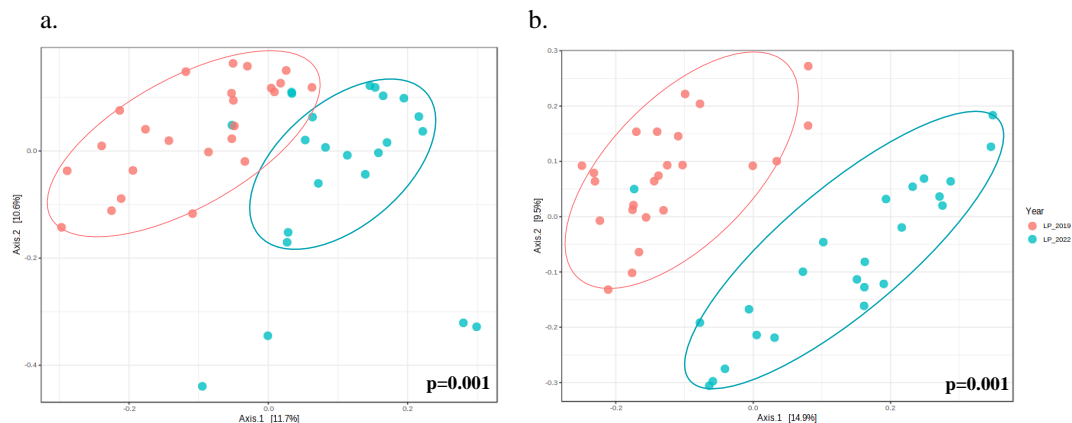 a.
0.0
-0.2
-0.4
Axis.2 [10.6%]
-0.2
0.0
0.2
Axis.1 [11.7%]
p=0.001
b.
0.3
0.2
0.1
0.0
-0.1
-0.2
-0.3
Axis.2 [9.5%]
-0.2
0.0
0.2
Axis.1 [14.9%]
p=0.001
Year
LP_2019
LP_2022